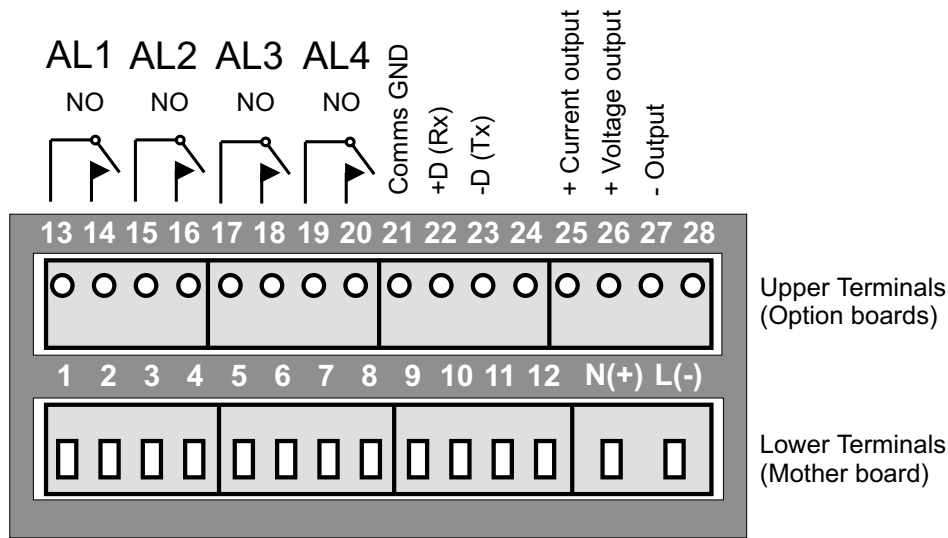 AL1 AL2 AL3 AL4
NO NO NO NO
Comms GND
+D (Rx)
-D (Tx)
+ Current output
+ Voltage output
- Output
13 14 15 16 17 18 19 20 21 22 23 24 25 26 27 28
Upper Terminals
(Option boards)
1 2 3 4 5 6 7 8 9 10 11 12 N(+) L(-)
Lower Terminals
(Mother board)